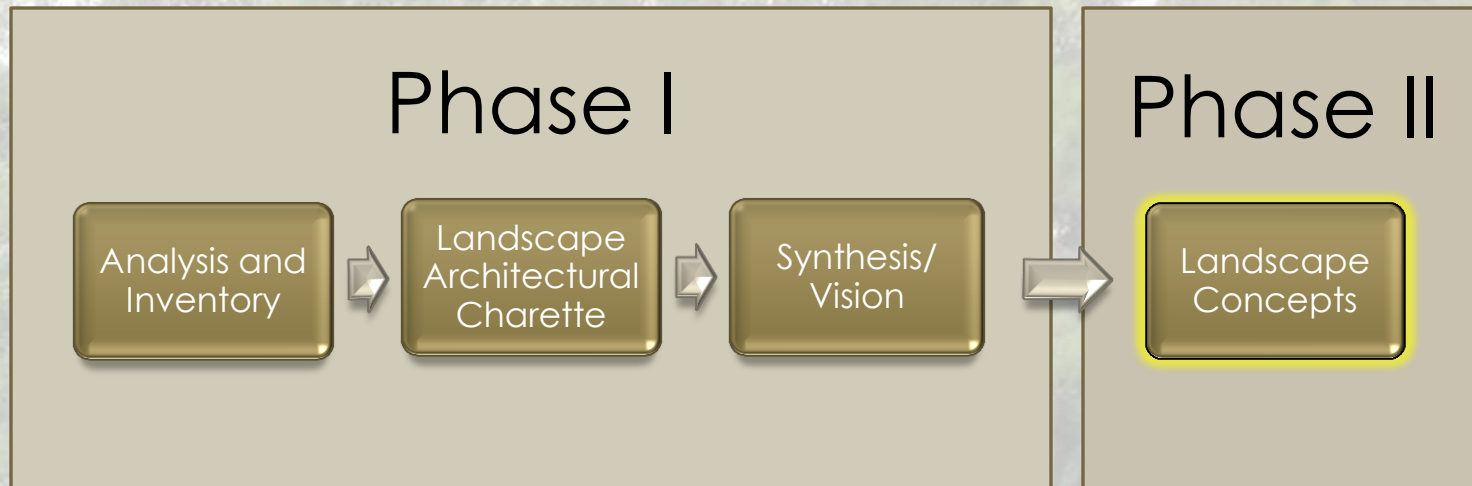 Phase I
Phase II
Analysis and
Inventory
Landscape
Architectural
Charette
Synthesis/
Vision
Landscape
Concepts